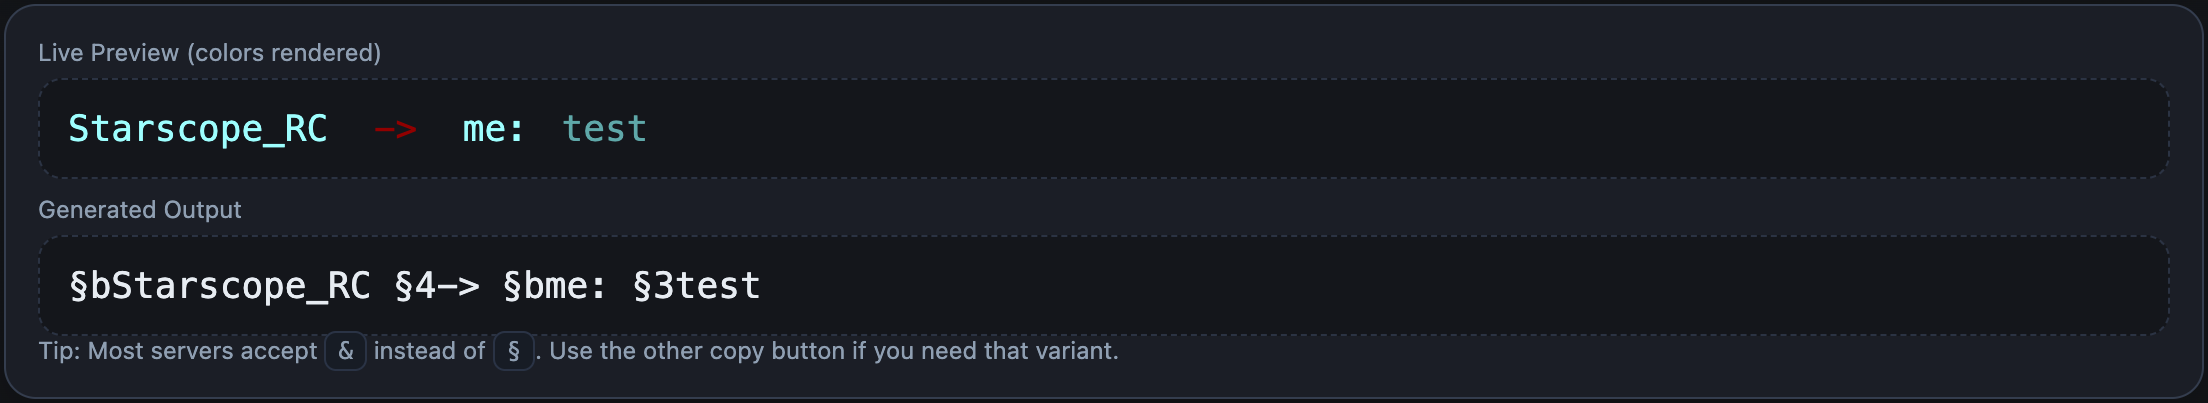 Live Preview (colors rendered)
Starscope_RC -> me: test
Generated Output
§bStarscope_RC §4-> §bme: §3test
Tip: Most servers accept & instead of §. Use the other copy button if you need that variant.